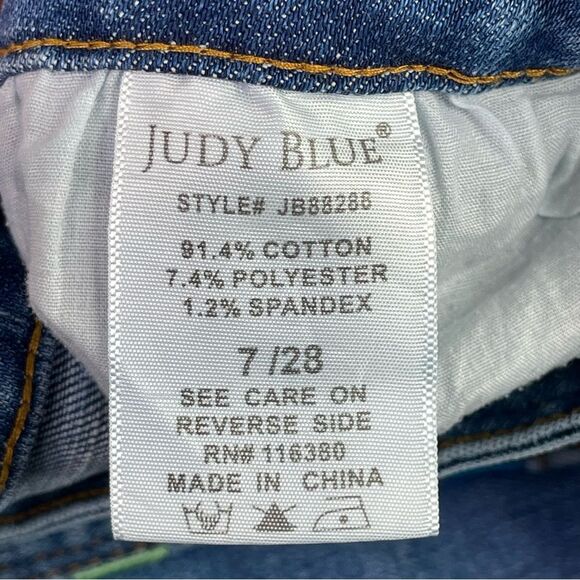 JUDY BLUE®
STYLE# JB88288
91.4% COTTON
7.4% POLYESTER
1.2% SPANDEX
7 /28
SEE CARE ON
REVERSE SIDE
RN# 116380
MADE IN CHINA